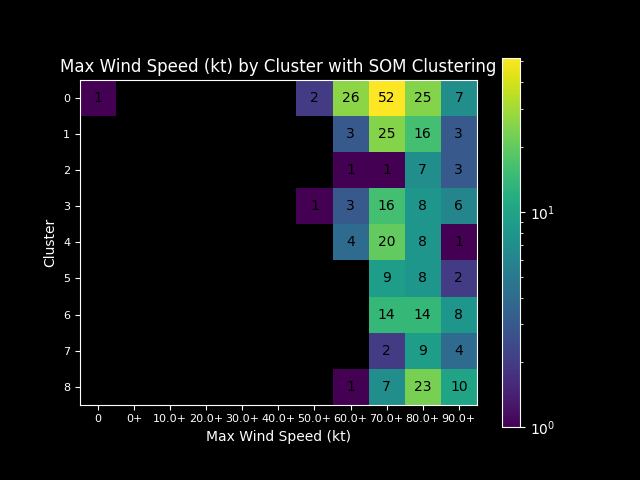 Max Wind Speed (kt) by Cluster with SOM Clustering
0 1 2 26 52 25 7
1 3 25 16 3
2 1 1 7 3
3 1 3 16 8 6
4 4 20 8 1
5 9 8 2
6 14 14 8
7 2 9 4
8 1 7 23 10
0 0+ 10.0+ 20.0+ 30.0+ 40.0+ 50.0+ 60.0+ 70.0+ 80.0+ 90.0+
Max Wind Speed (kt)
Cluster
10¹
10⁰